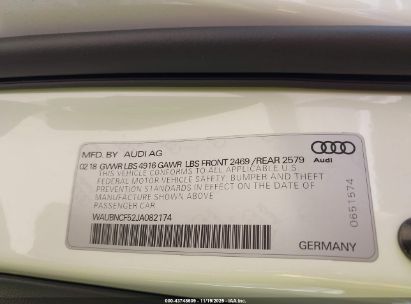 MFD. BY AUDI AG
02 18 GVWR LBS 4916 GAWR LBS FRONT 2469 / REAR 2579
THIS VEHICLE CONFORMS TO ALL APPLICABLE U.S.
FEDERAL MOTOR VEHICLE SAFETY; BUMPER AND THEFT
PREVENTION STANDARDS IN EFFECT ON THE DATE OF
MANUFACTURE SHOWN ABOVE
PASSENGER CAR
WAUBNCF52JA082174
Audi
0651574
GERMANY